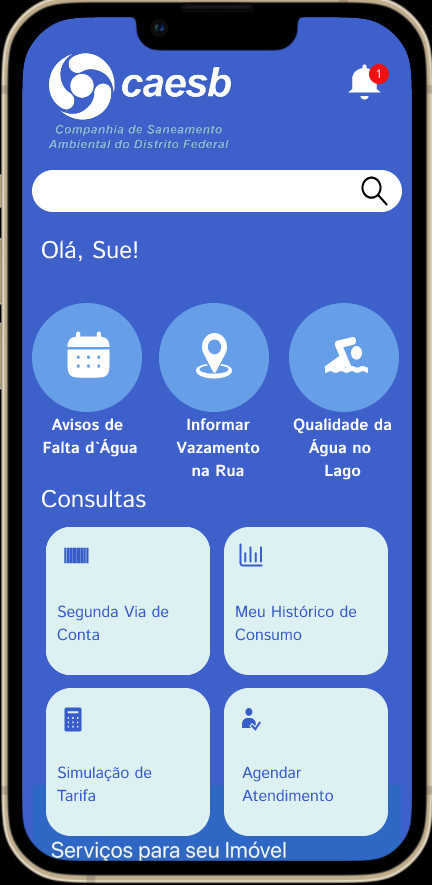 caesb
1
Companhia de Saneamento
Ambiental do Distrito Federal
Olá, Sue!
Avisos de
Falta d`Água
Informar
Vazamento
na Rua
Qualidade da
Água no
Lago
Consultas
Segunda Via de
Conta
Meu Histórico de
Consumo
Simulação de
Tarifa
Agendar
Atendimento
Serviços para seu Imóvel